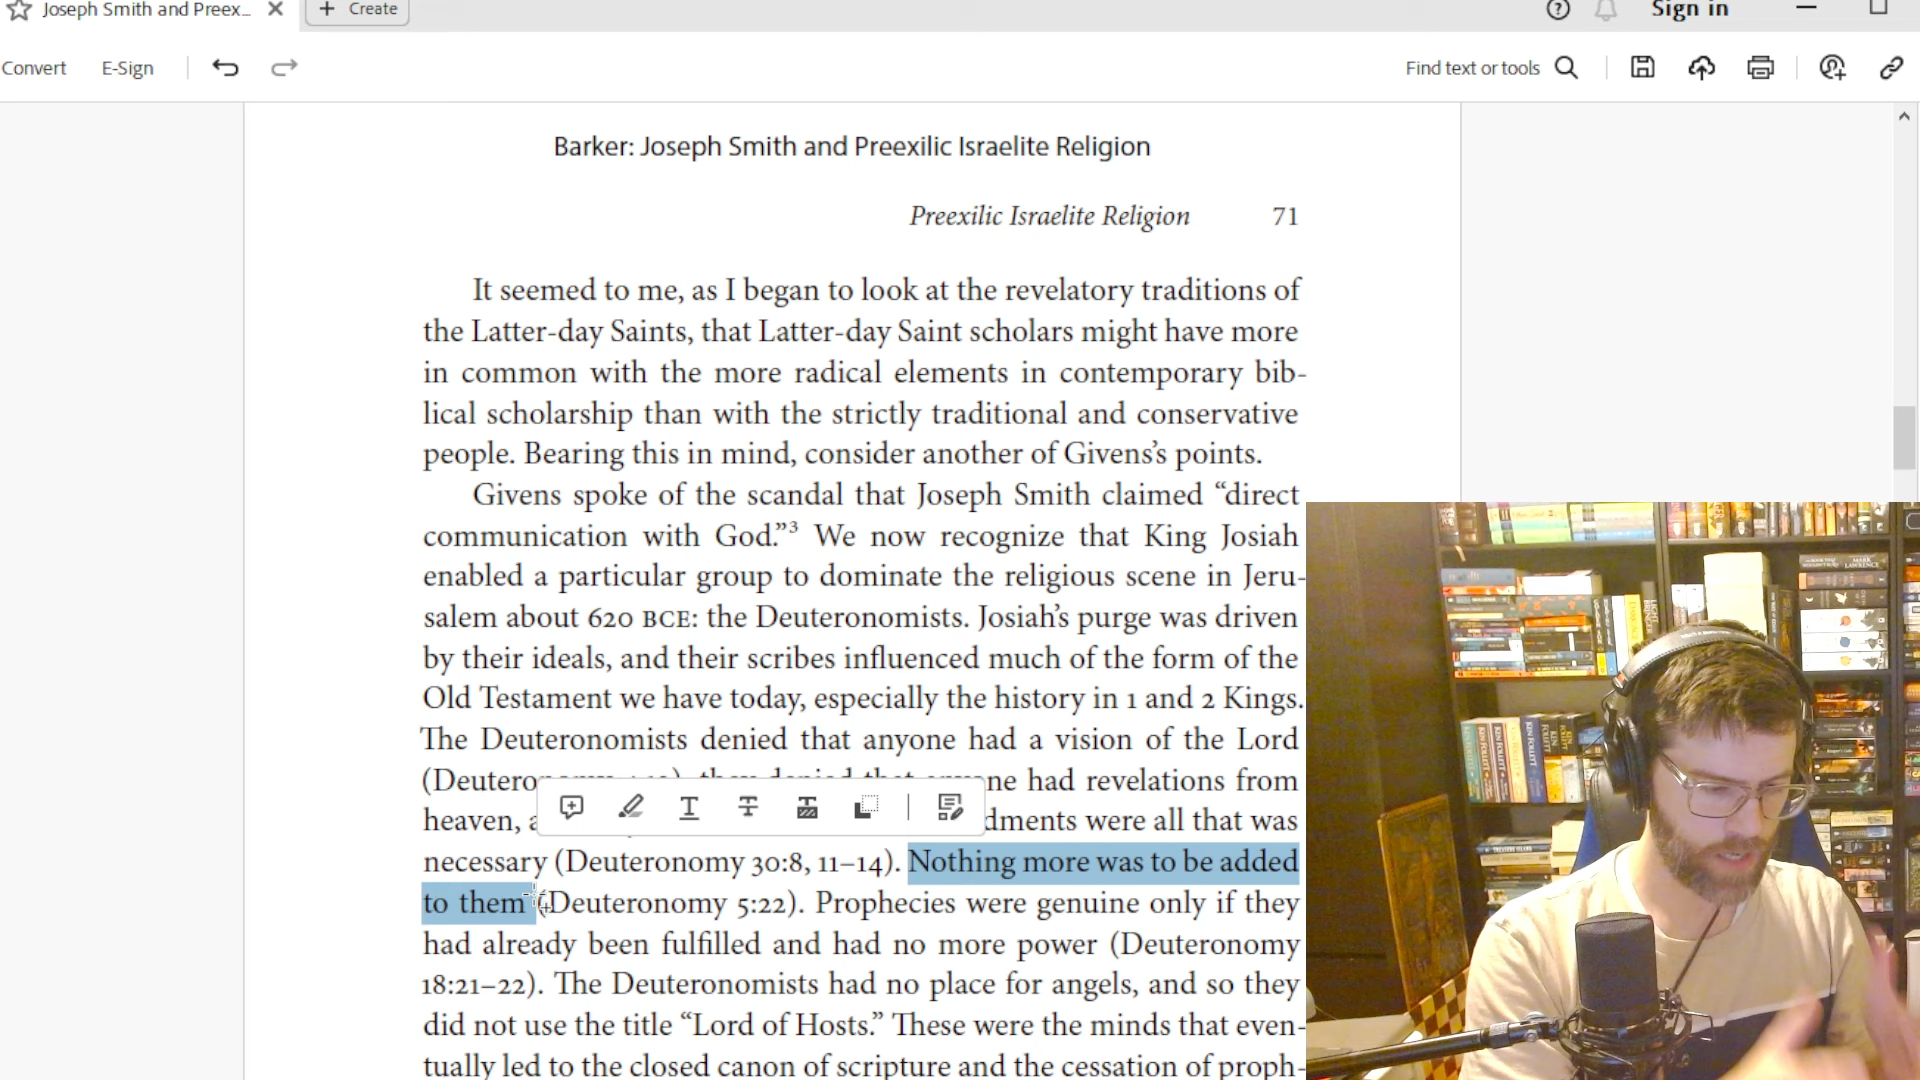 Joseph Smith and Preex...
Create
Sign in
Convert E-Sign
Find text or tools
Barker: Joseph Smith and Preexilic Israelite Religion
Preexilic Israelite Religion 71
It seemed to me, as I began to look at the revelatory traditions of
the Latter-day Saints, that Latter-day Saint scholars might have more
in common with the more radical elements in contemporary bib-
lical scholarship than with the strictly traditional and conservative
people. Bearing this in mind, consider another of Givens's points.
Givens spoke of the scandal that Joseph Smith claimed “direct
communication with God.”³ We now recognize that King Josiah
enabled a particular group to dominate the religious scene in Jeru-
salem about 620 BCE: the Deuteronomists. Josiah's purge was driven
by their ideals, and their scribes influenced much of the form of the
Old Testament we have today, especially the history in 1 and 2 Kings.
The Deuteronomists denied that anyone had a vision of the Lord
(Deutero they denied that ne had revelations from
heaven, a dments were all that was
necessary (Deuteronomy 30:8, 11–14). Nothing more was to be added
to them (Deuteronomy 5:22). Prophecies were genuine only if they
had already been fulfilled and had no more power (Deuteronomy
18:21–22). The Deuteronomists had no place for angels, and so they
did not use the title “Lord of Hosts.” These were the minds that even-
tually led to the closed canon of scripture and the cessation of proph-
MARK
LAWRENCE
KEN
FOLLETT
KEN
FOLLETT